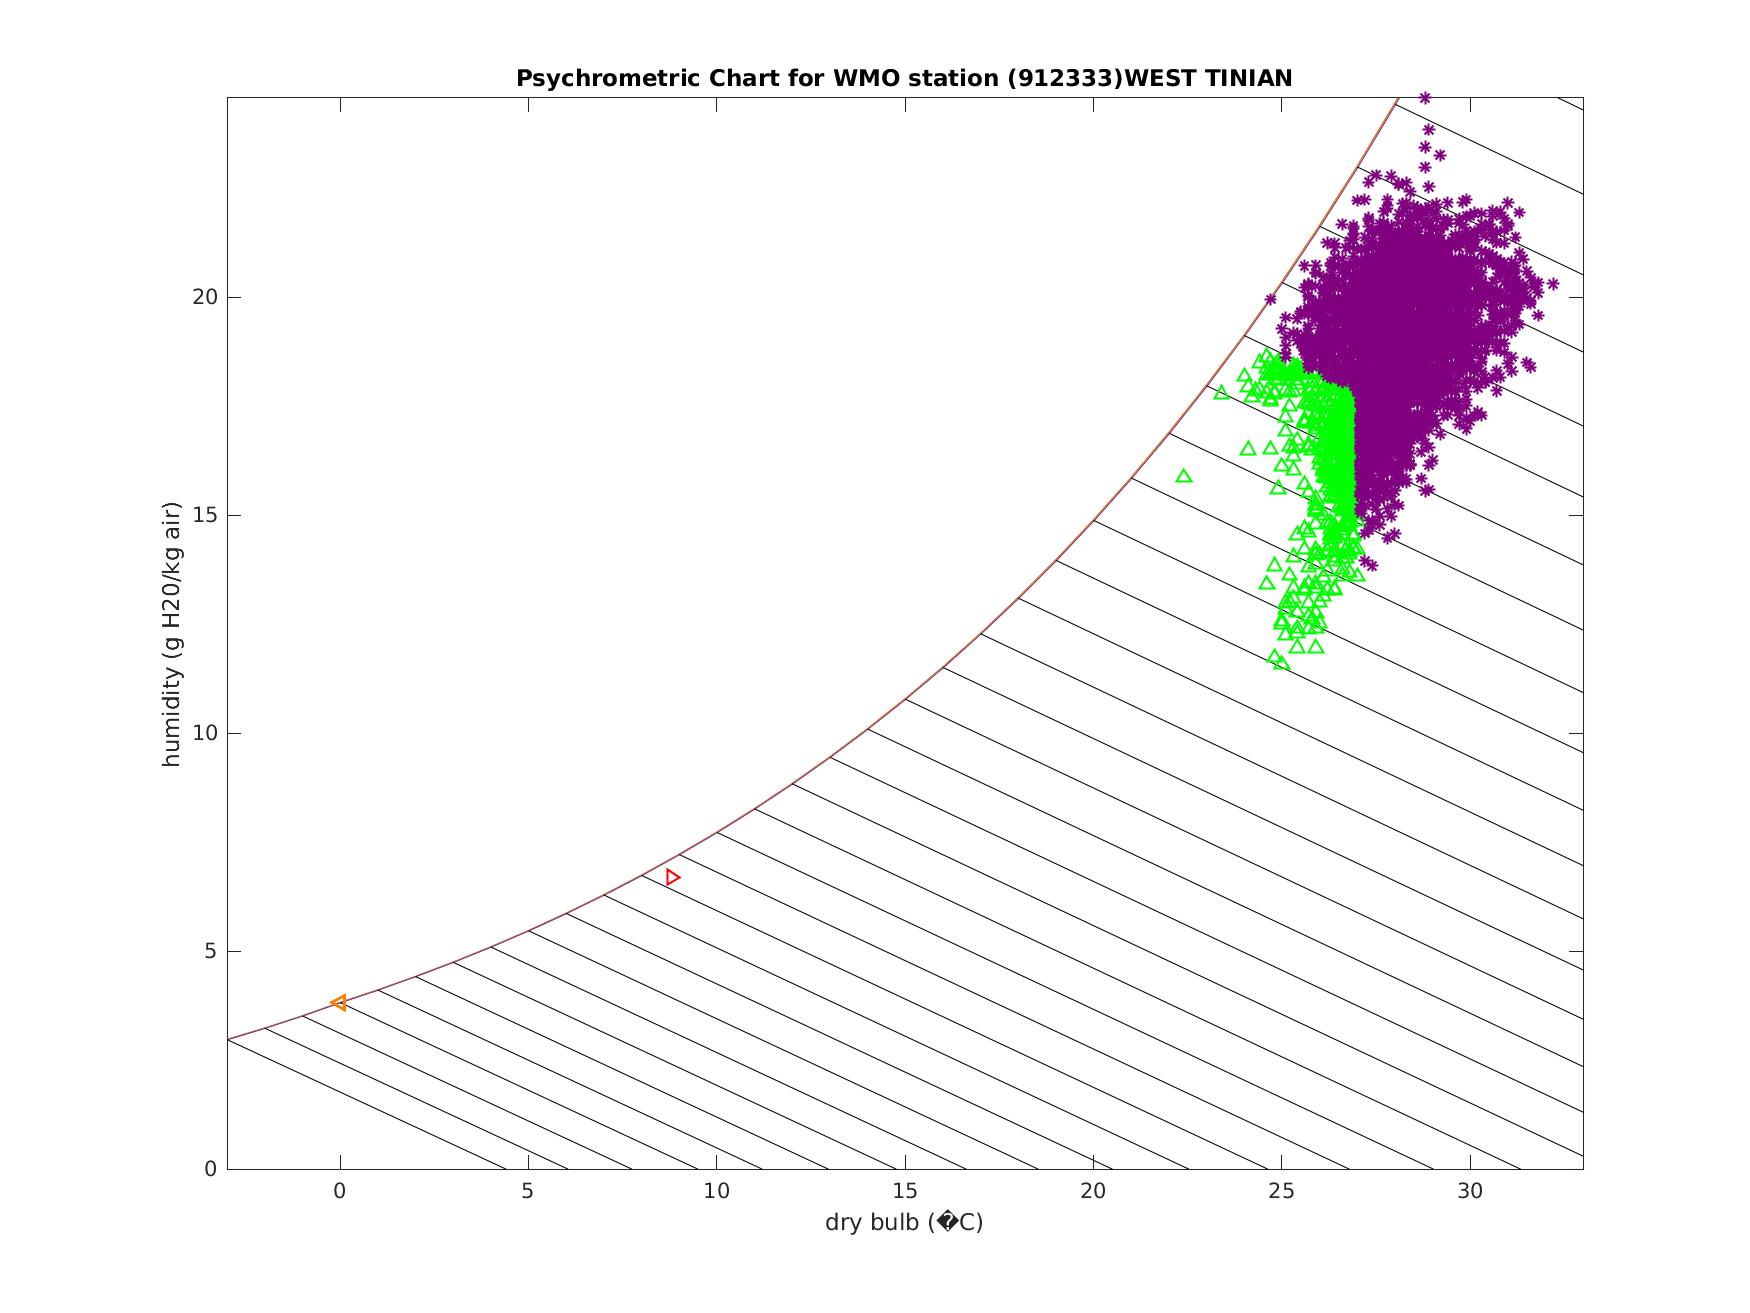 Psychrometric Chart for WMO station (912333)WEST TINIAN
humidity (g H20/kg air)
20
15
10
5
0
0 5 10 15 20 25 30
dry bulb (�C)